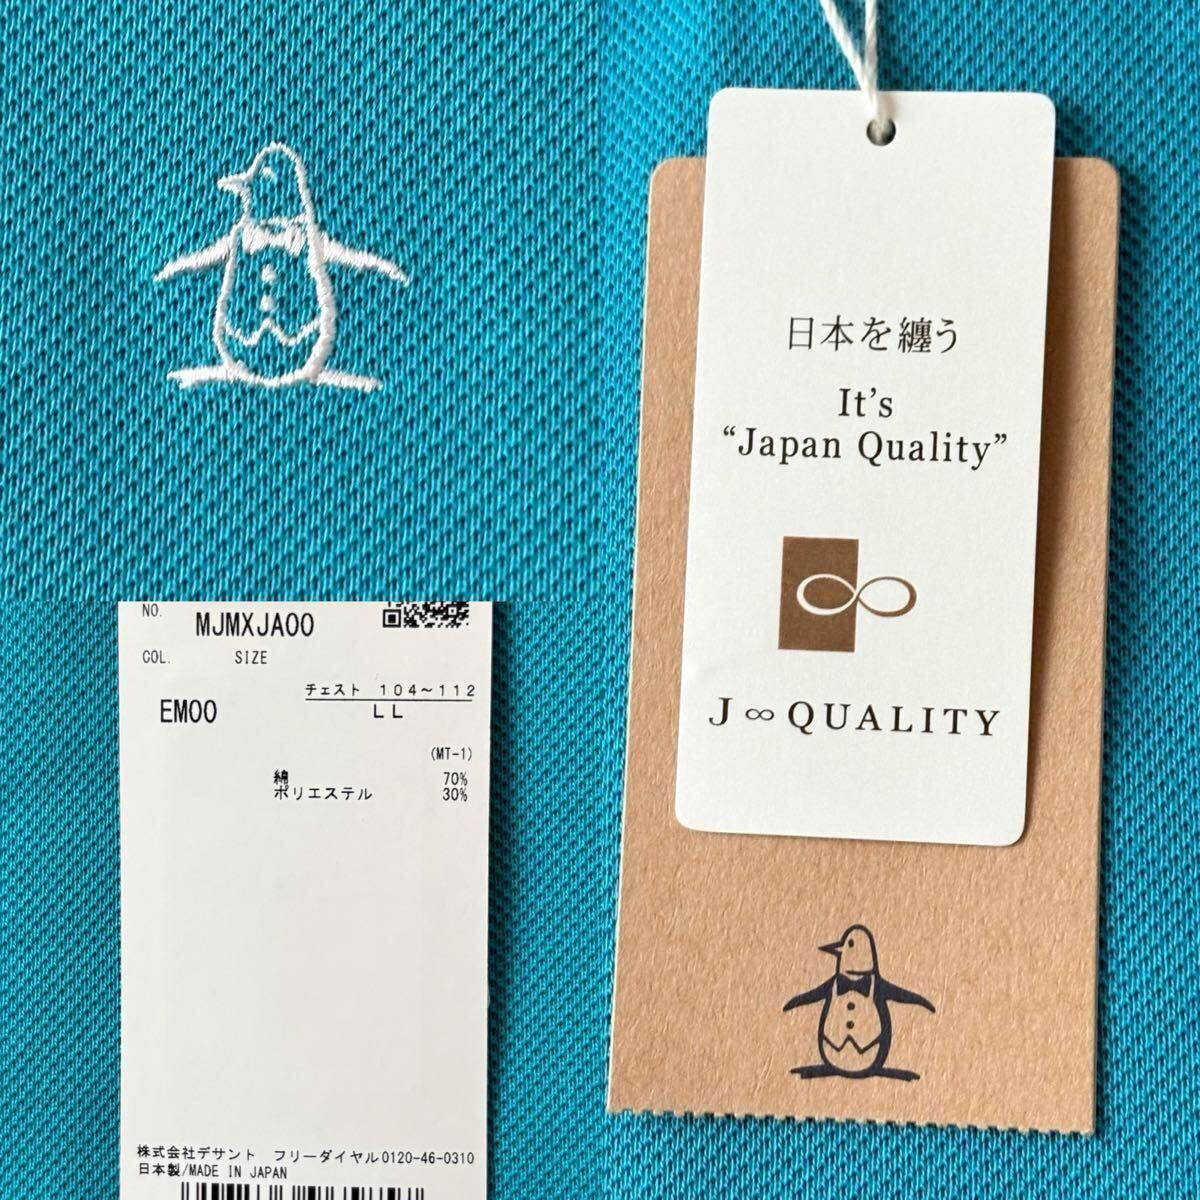 日本を纏う
It's
“Japan Quality”
J∞QUALITY
NO. MJMXJA00
COL. SIZE
チェスト 104~112
EM00 LL
(MT-1)
綿 70%
ポリエステル 30%
株式会社デサント フリーダイヤル0120-46-0310
日本製/MADE IN JAPAN